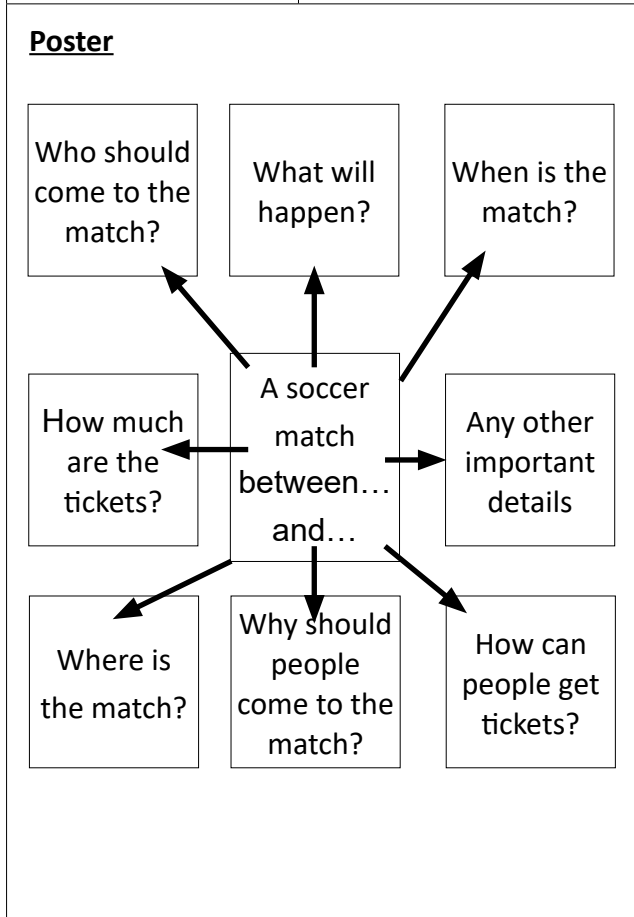 Poster
Who should
come to the
match?
What will
happen?
When is the
match?
How much
are the
tickets?
A soccer
match
between…
and…
Any other
important
details
Where is
the match?
Why should
people
come to the
match?
How can
people get
tickets?